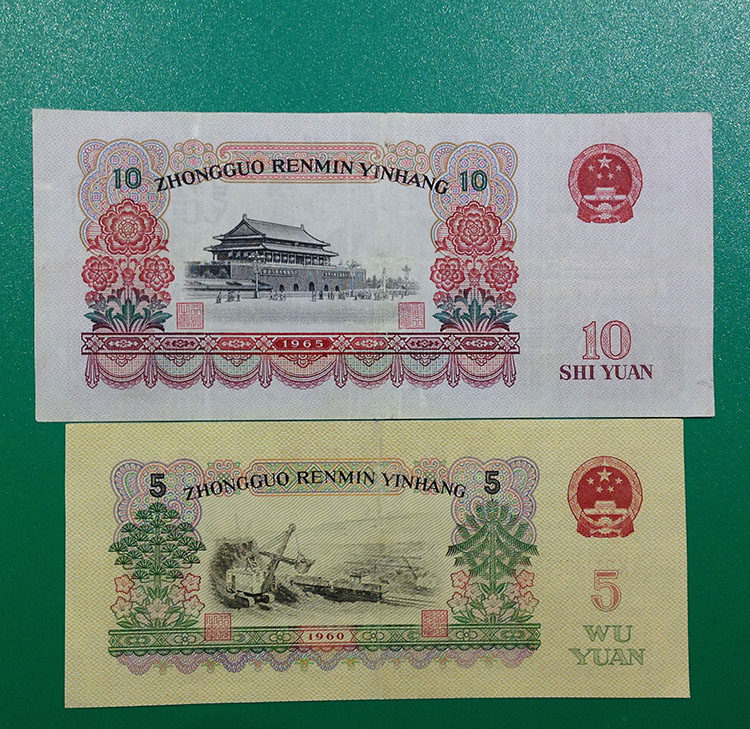 10 ZHONGGUO RENMIN YINHANG 10
1965
10
SHI YUAN
5 ZHONGGUO RENMIN YINHANG 5
1960
5
WU
YUAN